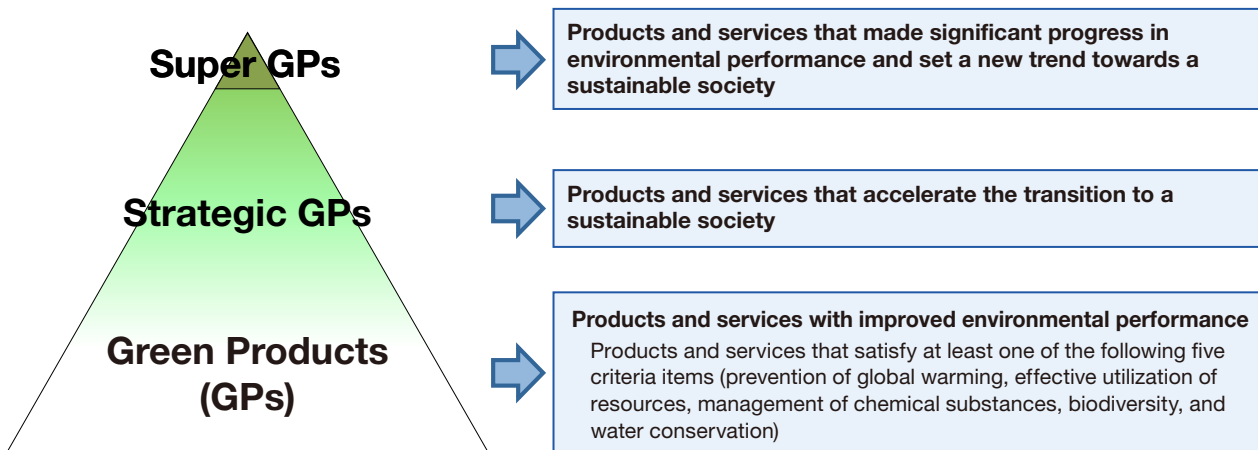 Super GPs
Products and services that made significant progress in
environmental performance and set a new trend towards a
sustainable society
Strategic GPs
Products and services that accelerate the transition to a
sustainable society
Green Products
(GPs)
Products and services with improved environmental performance
Products and services that satisfy at least one of the following five
criteria items (prevention of global warming, effective utilization of
resources, management of chemical substances, biodiversity, and
water conservation)